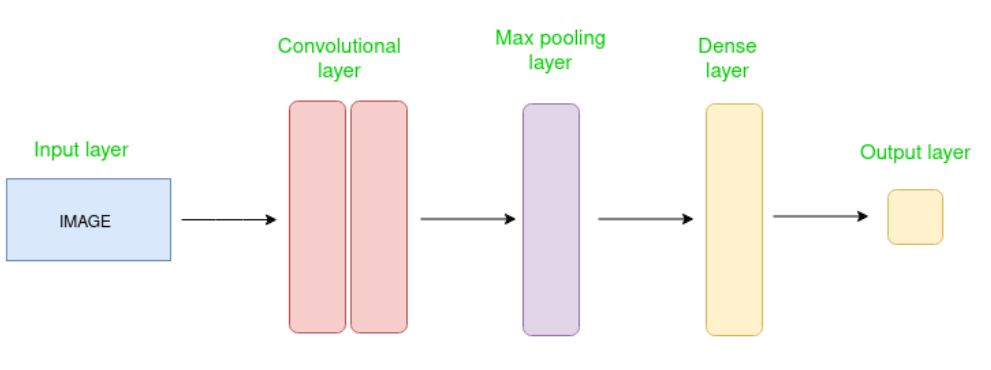 Convolutional
layer
Max pooling
layer
Dense
layer
Input layer
Output layer
IMAGE